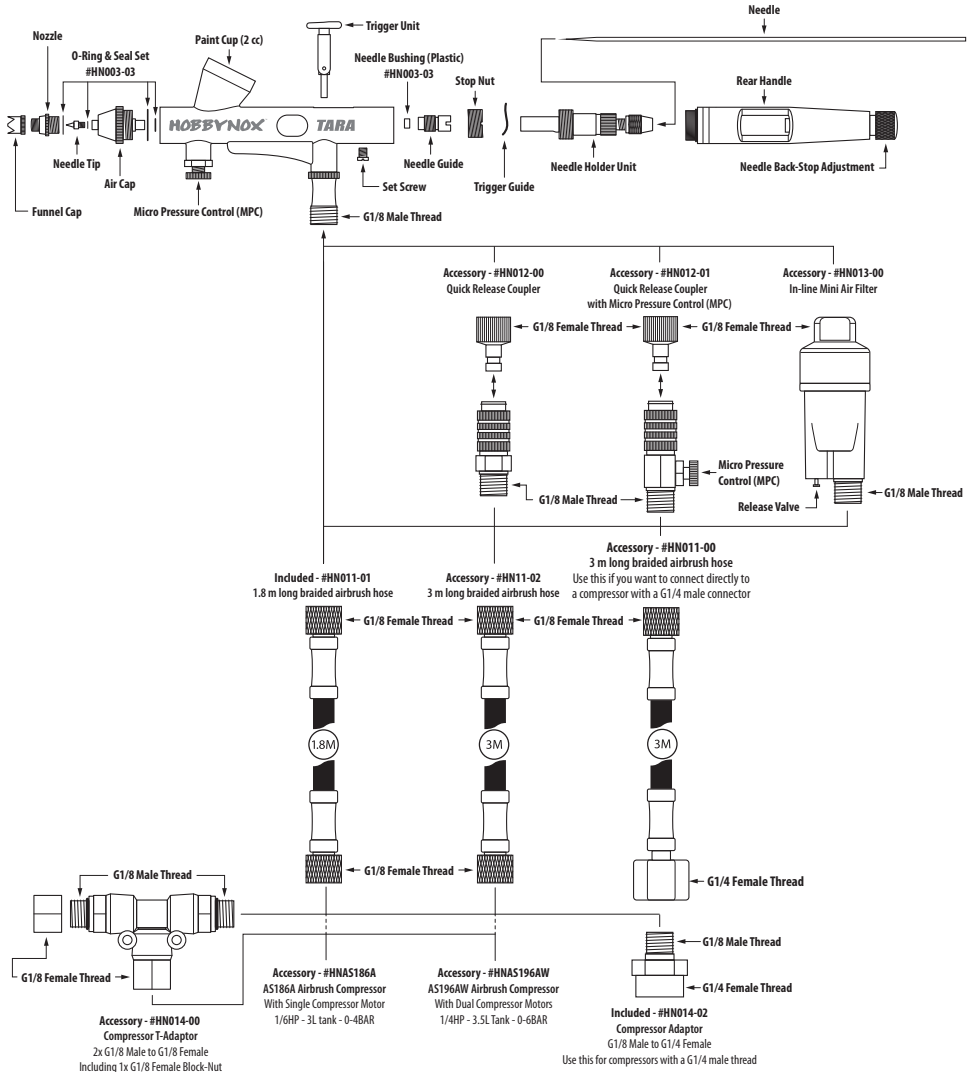 Trigger Unit
Needle
Nozzle
Paint Cup (2 cc)
Needle Bushing (Plastic)
#HN003-03
O-Ring & Seal Set
#HN003-03
Stop Nut
Rear Handle
HOBBYNOX TARA
Needle Tip
Air Cap
Needle Guide
Needle Holder Unit
Needle Back-Stop Adjustment
Set Screw
Trigger Guide
Funnel Cap
Micro Pressure Control (MPC)
G1/8 Male Thread
Accessory - #HN012-00
Quick Release Coupler
Accessory - #HN012-01
Quick Release Coupler
with Micro Pressure Control (MPC)
Accessory - #HN013-00
In-line Mini Air Filter
G1/8 Female Thread
G1/8 Female Thread
Micro Pressure
Control (MPC)
G1/8 Male Thread
Release Valve
G1/8 Male Thread
Included - #HN011-01
1.8 m long braided airbrush hose
Accessory - #HN11-02
3 m long braided airbrush hose
Accessory - #HN011-00
3 m long braided airbrush hose
Use this if you want to connect directly to
a compressor with a G1/4 male connector
G1/8 Female Thread
G1/8 Female Thread
1.8M
3M
3M
G1/8 Female Thread
G1/4 Female Thread
G1/8 Male Thread
G1/8 Female Thread
G1/8 Male Thread
G1/4 Female Thread
Accessory - #HN014-00
Compressor T-Adaptor
2x G1/8 Male to G1/8 Female
Including 1x G1/8 Female Block-Nut
Accessory - #HNAS186A
AS186A Airbrush Compressor
With Single Compressor Motor
1/6HP - 3L tank - 0-4BAR
Accessory - #HNAS196AW
AS196AW Airbrush Compressor
With Dual Compressor Motors
1/4HP - 3.5L Tank - 0-6BAR
Included - #HN014-02
Compressor Adaptor
G1/8 Male to G1/4 Female
Use this for compressors with a G1/4 male thread